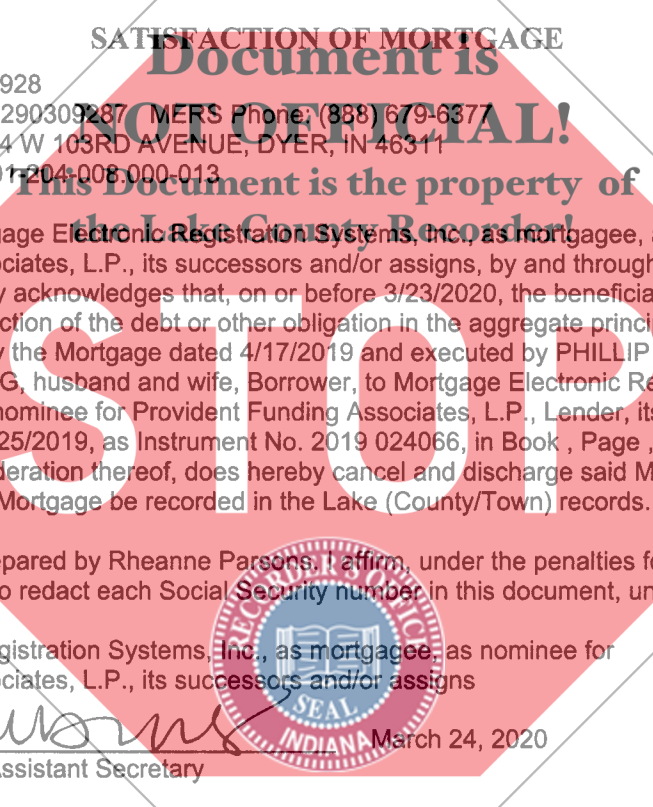 SATISFACTION OF MORTGAGE
Document is
928
290309287 MERS Phone: (888) 679-6377
NOT OFFICIAL!
4 W 103RD AVENUE, DYER, IN 46311
1-204-008.000-013
This Document is the property of
the Lake County Recorder!
gage Electronic Registration Systems, Inc., as mortgagee,
ociates, L.P., its successors and/or assigns, by and through
y acknowledges that, on or before 3/23/2020, the beneficia
ction of the debt or other obligation in the aggregate princi
y the Mortgage dated 4/17/2019 and executed by PHILLIP
G, husband and wife, Borrower, to Mortgage Electronic Re
nominee for Provident Funding Associates, L.P., Lender, its
25/2019, as Instrument No. 2019 024066, in Book , Page ,
deration thereof, does hereby cancel and discharge said M
Mortgage be recorded in the Lake (County/Town) records.
STOP
epared by Rheanne Parsons. I affirm, under the penalties fo
o redact each Social Security number in this document, un
RECORDER'S OFFICE
gistration Systems, Inc., as mortgagee, as nominee for
ociates, L.P., its successors and/or assigns
SEAL
INDIANA
March 24, 2020
Assistant Secretary